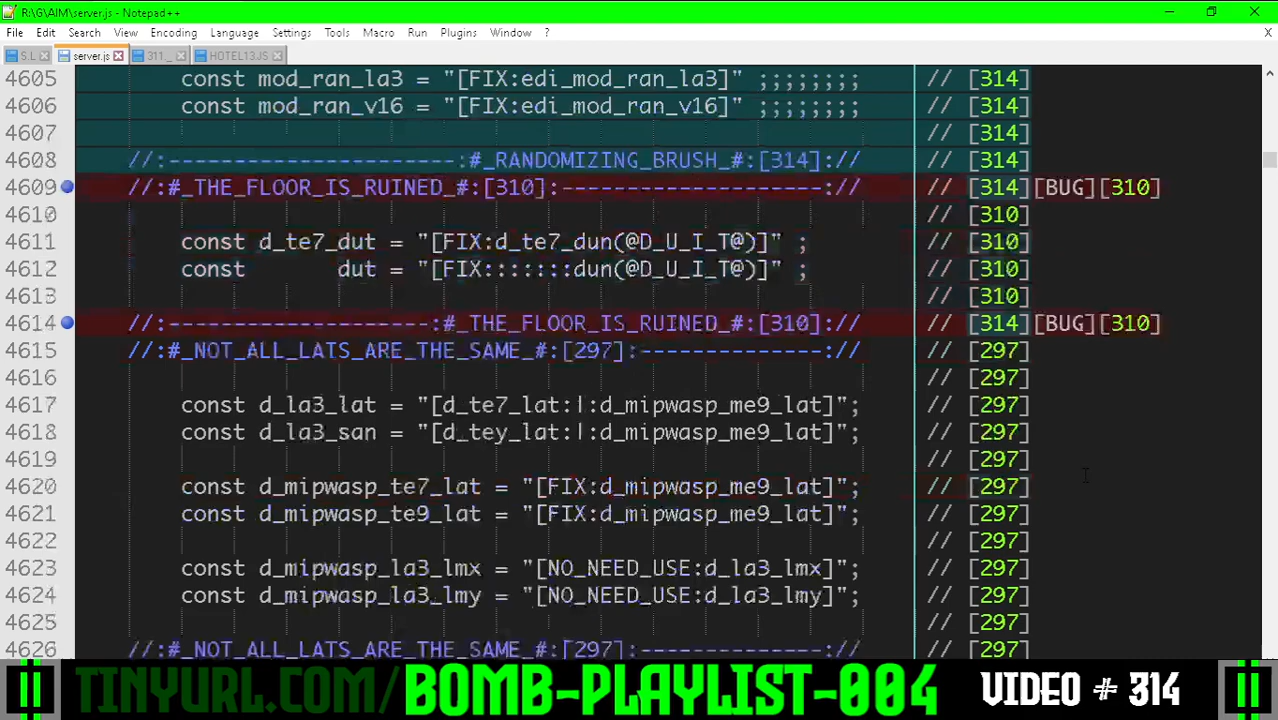 R:\G\AIM\server.js - Notepad++
File Edit Search View Encoding Language Settings Tools Macro Run Plugins Window ? X
S.L server.js 311_ HOTEL13.JS
4605 const mod_ran_la3 = "[FIX:edi_mod_ran_la3]" ;;;;;;;; // [314]
4606 const mod_ran_v16 = "[FIX:edi_mod_ran_v16]" ;;;;;;;; // [314]
4607 // [314]
4608 //:----------------------:#_RANDOMIZING_BRUSH_#:[314]:// // [314]
4609 //:#_THE_FLOOR_IS_RUINED_#:[310]:--------------------:// // [314][BUG][310]
4610 // [310]
4611 const d_te7_dut = "[FIX:d_te7_dun(@D_U_I_T@)]" ; // [310]
4612 const dut = "[FIX:::::::dun(@D_U_I_T@)]" ; // [310]
4613 // [310]
4614 //:--------------------:#_THE_FLOOR_IS_RUINED_#:[310]:// // [314][BUG][310]
4615 //:#_NOT_ALL_LATS_ARE_THE_SAME_#:[297]:--------------:// // [297]
4616 // [297]
4617 const d_la3_lat = "[d_te7_lat:|:d_mipwasp_me9_lat]"; // [297]
4618 const d_la3_san = "[d_tey_lat:|:d_mipwasp_me9_lat]"; // [297]
4619 // [297]
4620 const d_mipwasp_te7_lat = "[FIX:d_mipwasp_me9_lat]"; // [297]
4621 const d_mipwasp_te9_lat = "[FIX:d_mipwasp_me9_lat]"; // [297]
4622 // [297]
4623 const d_mipwasp_la3_lmx = "[NO_NEED_USE:d_la3_lmx]"; // [297]
4624 const d_mipwasp_la3_lmy = "[NO_NEED_USE:d_la3_lmy]"; // [297]
4625 // [297]
4626 //:#_NOT_ALL_LATS_ARE_THE_SAME_#:[297]:--------------:// // [297]
TINYURL.COM/BOMB-PLAYLIST-004 VIDEO # 314